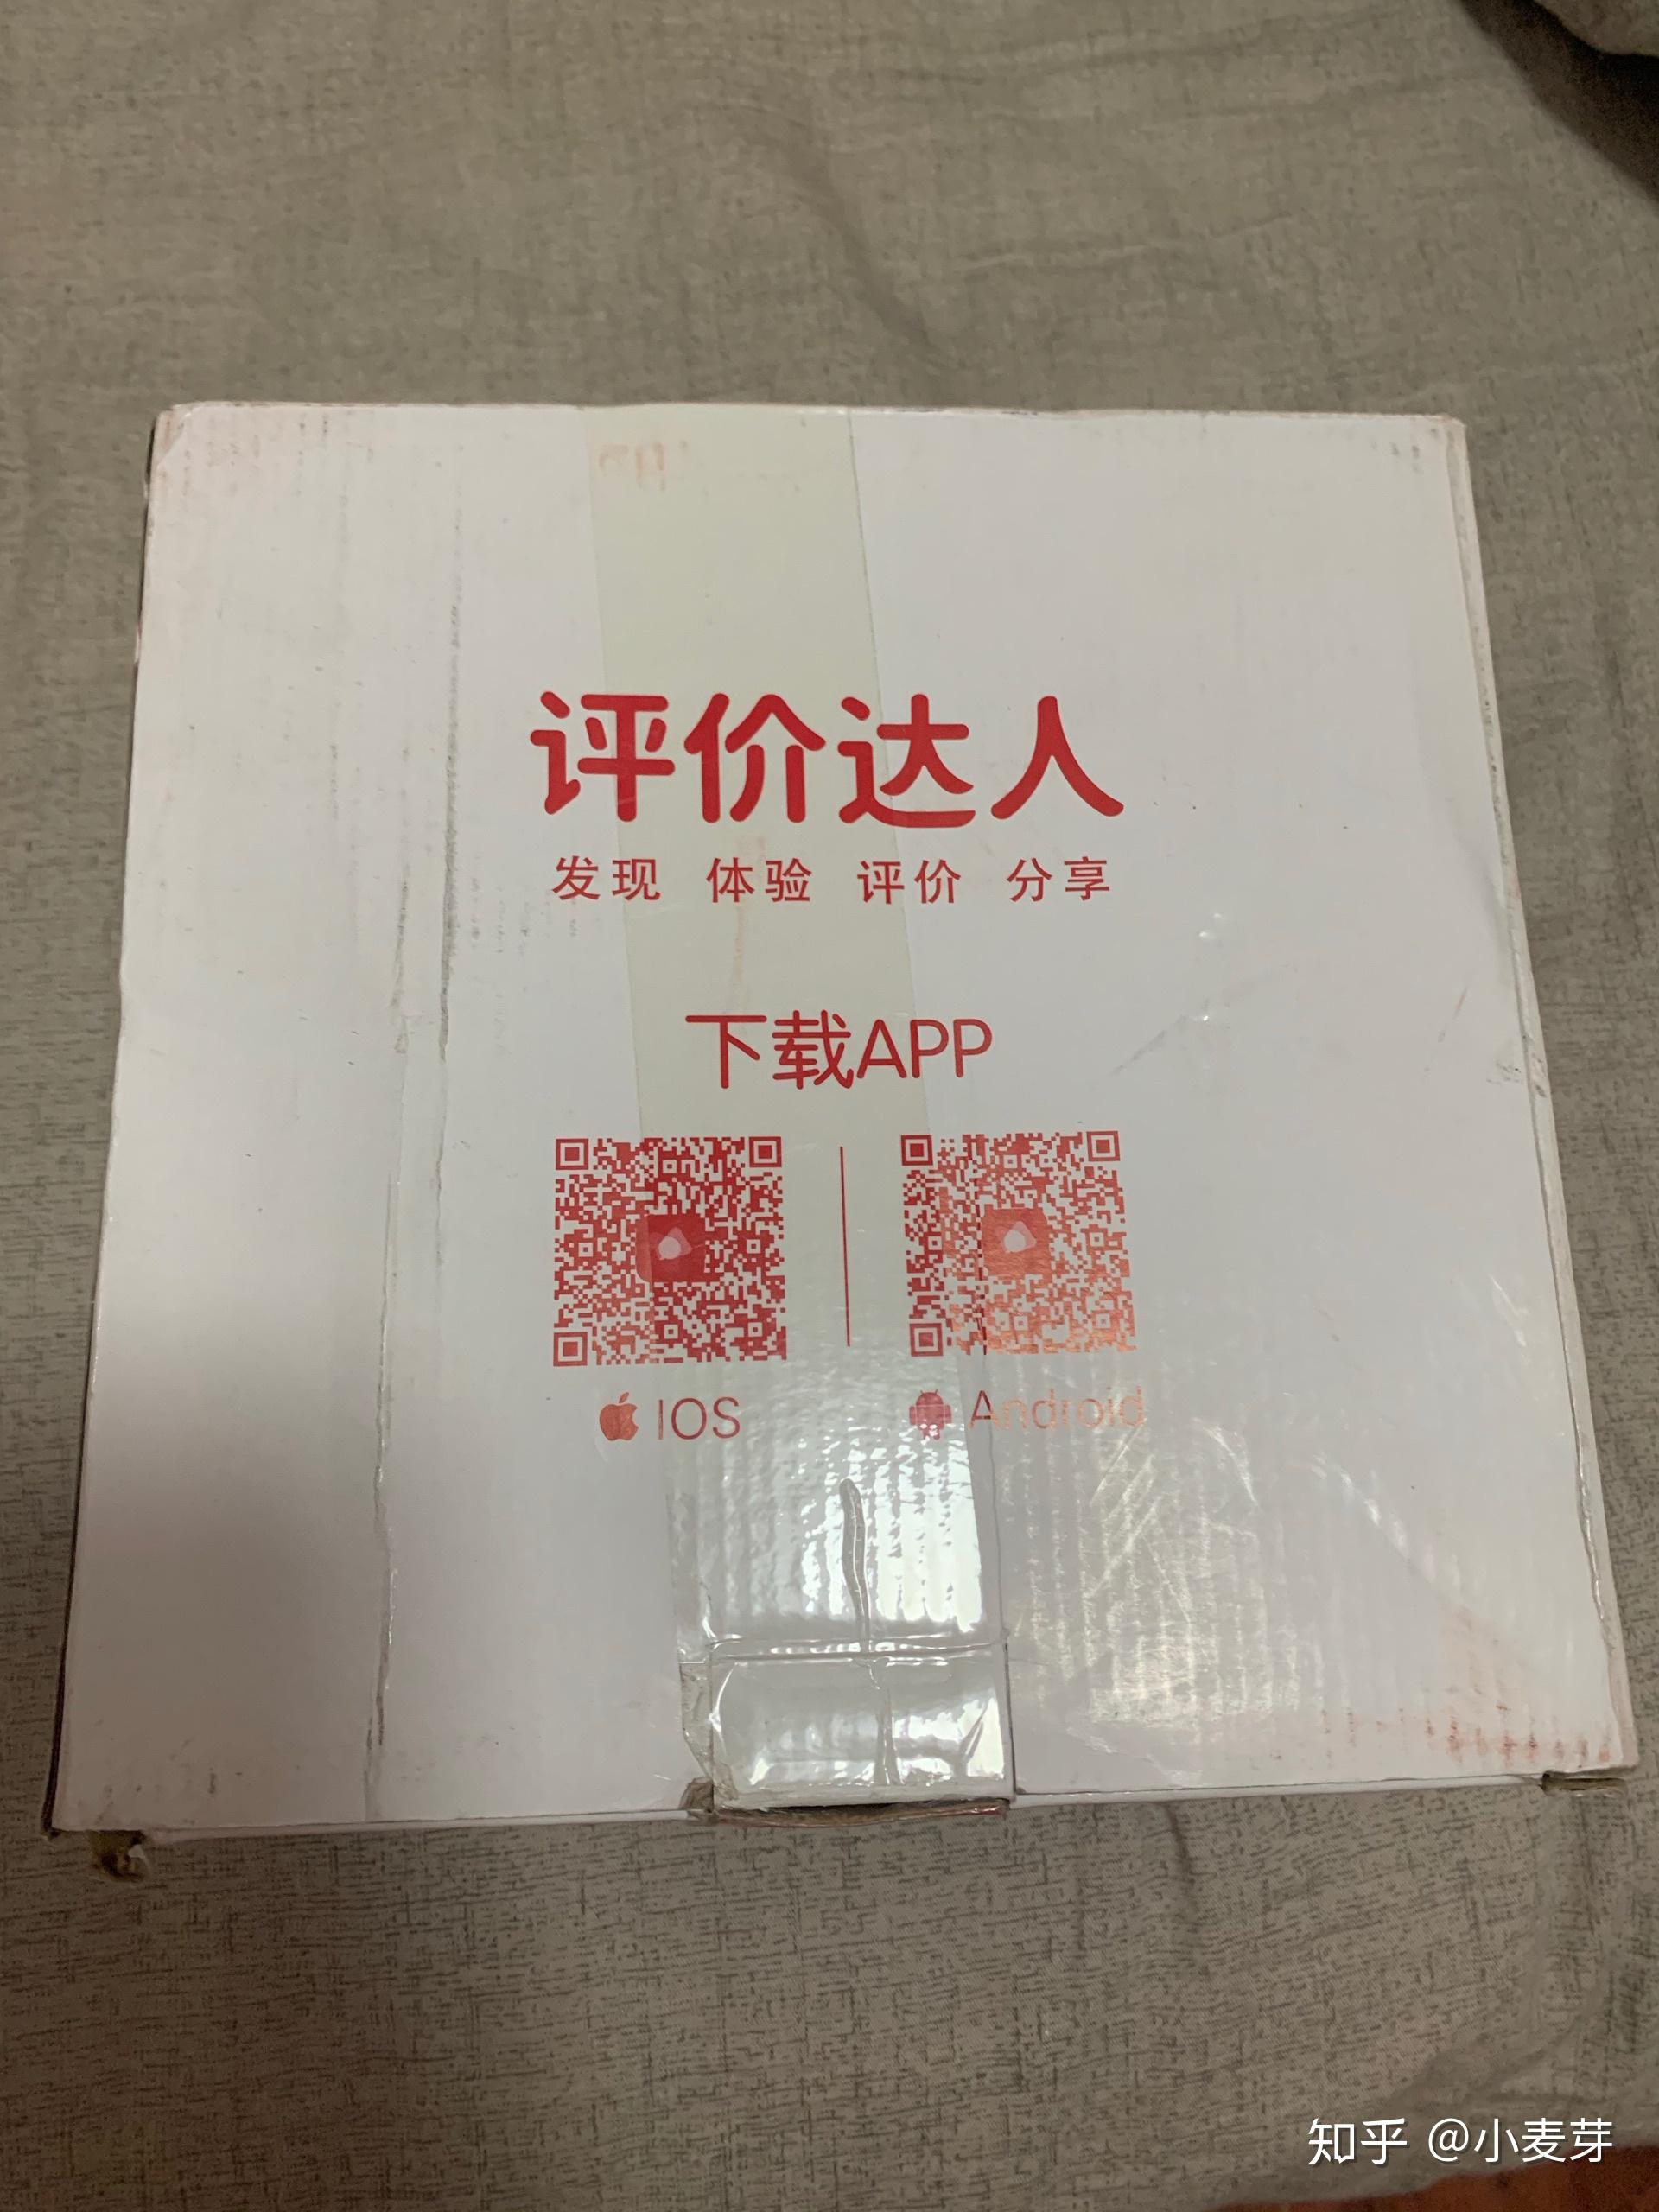 评价达人
发现 体验 评价 分享
下载APP
IOS
Android
知乎 @小麦芽